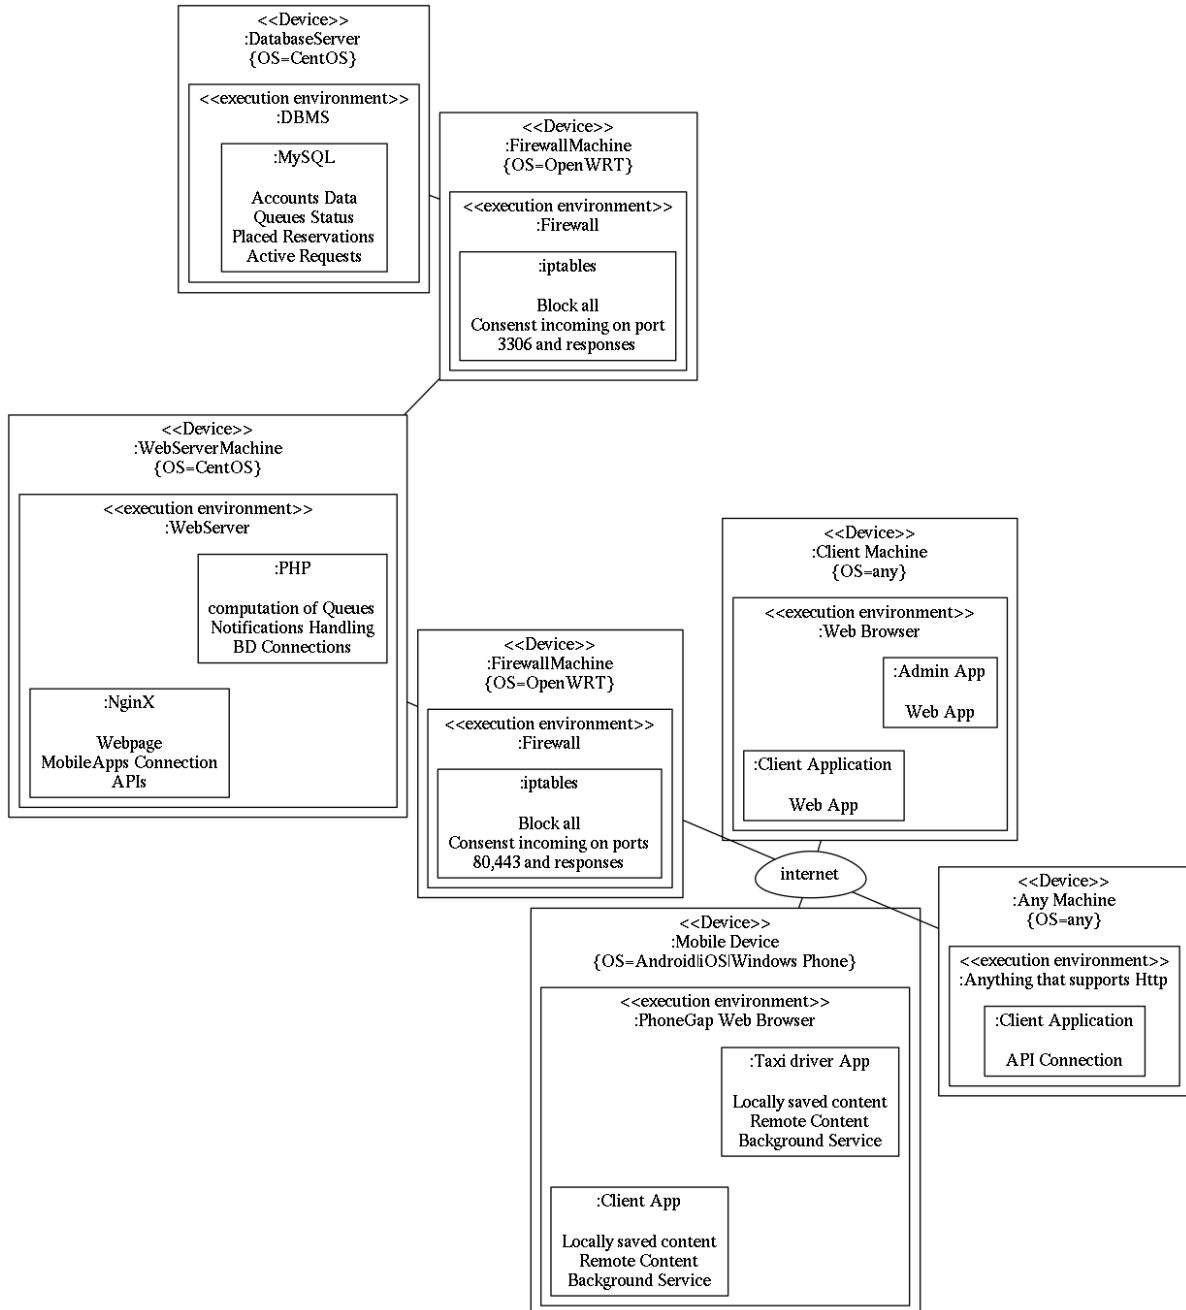 <<Device>>
:DatabaseServer
{OS=CentOS}
<<execution environment>>
:DBMS
:MySQL
Accounts Data
Queues Status
Placed Reservations
Active Requests
<<Device>>
:FirewallMachine
{OS=OpenWRT}
<<execution environment>>
:Firewall
:iptables
Block all
Consenst incoming on port
3306 and responses
<<Device>>
:WebServerMachine
{OS=CentOS}
<<execution environment>>
:WebServer
:PHP
computation of Queues
Notifications Handling
BD Connections
:NginX
Webpage
MobileApps Connection
APIs
<<Device>>
:FirewallMachine
{OS=OpenWRT}
<<execution environment>>
:Firewall
:iptables
Block all
Consenst incoming on ports
80,443 and responses
<<Device>>
:Client Machine
{OS=any}
<<execution environment>>
:Web Browser
:Admin App
Web App
:Client Application
Web App
internet
<<Device>>
:Any Machine
{OS=any}
<<execution environment>>
:Anything that supports Http
:Client Application
API Connection
<<Device>>
:Mobile Device
{OS=Android|iOS|Windows Phone}
<<execution environment>>
:PhoneGap Web Browser
:Taxi driver App
Locally saved content
Remote Content
Background Service
:Client App
Locally saved content
Remote Content
Background Service